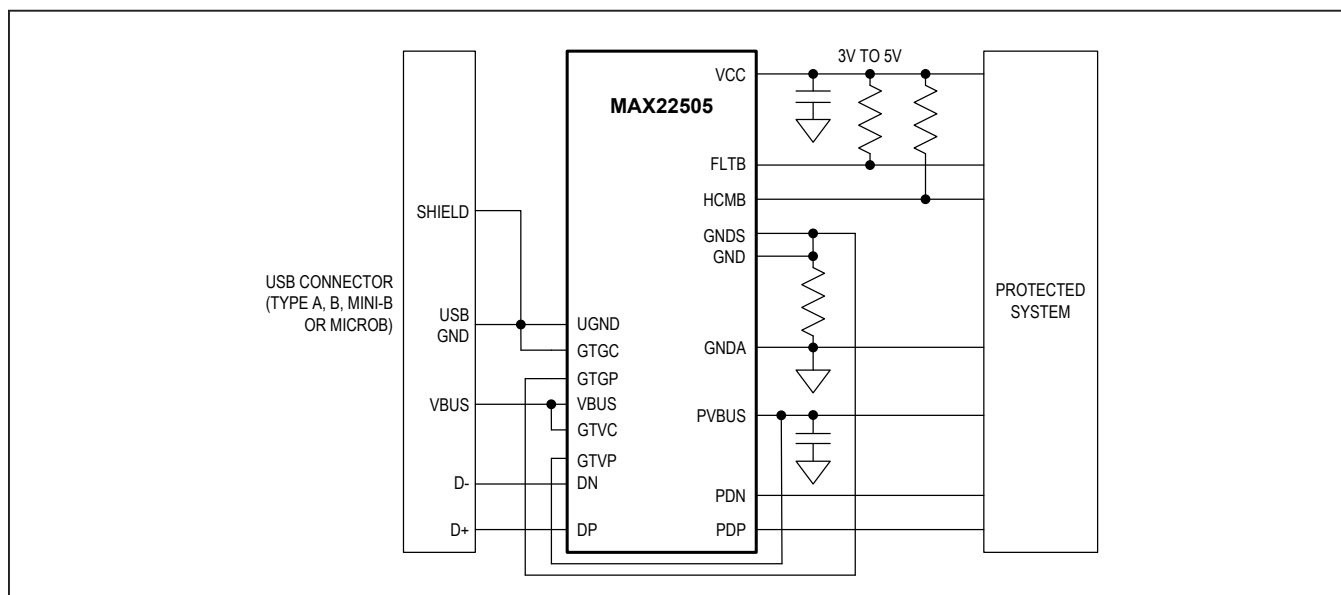 3V TO 5V
MAX22505
VCC
FLTB
HCMB
GNDS
GND
GNDA
PVBUS
PDN
PDP
SHIELD
USB CONNECTOR
(TYPE A, B, MINI-B
OR MICROB)
USB
GND
VBUS
D-
D+
UGND
GTGC
GTGP
VBUS
GTVC
GTVP
DN
DP
PROTECTED
SYSTEM